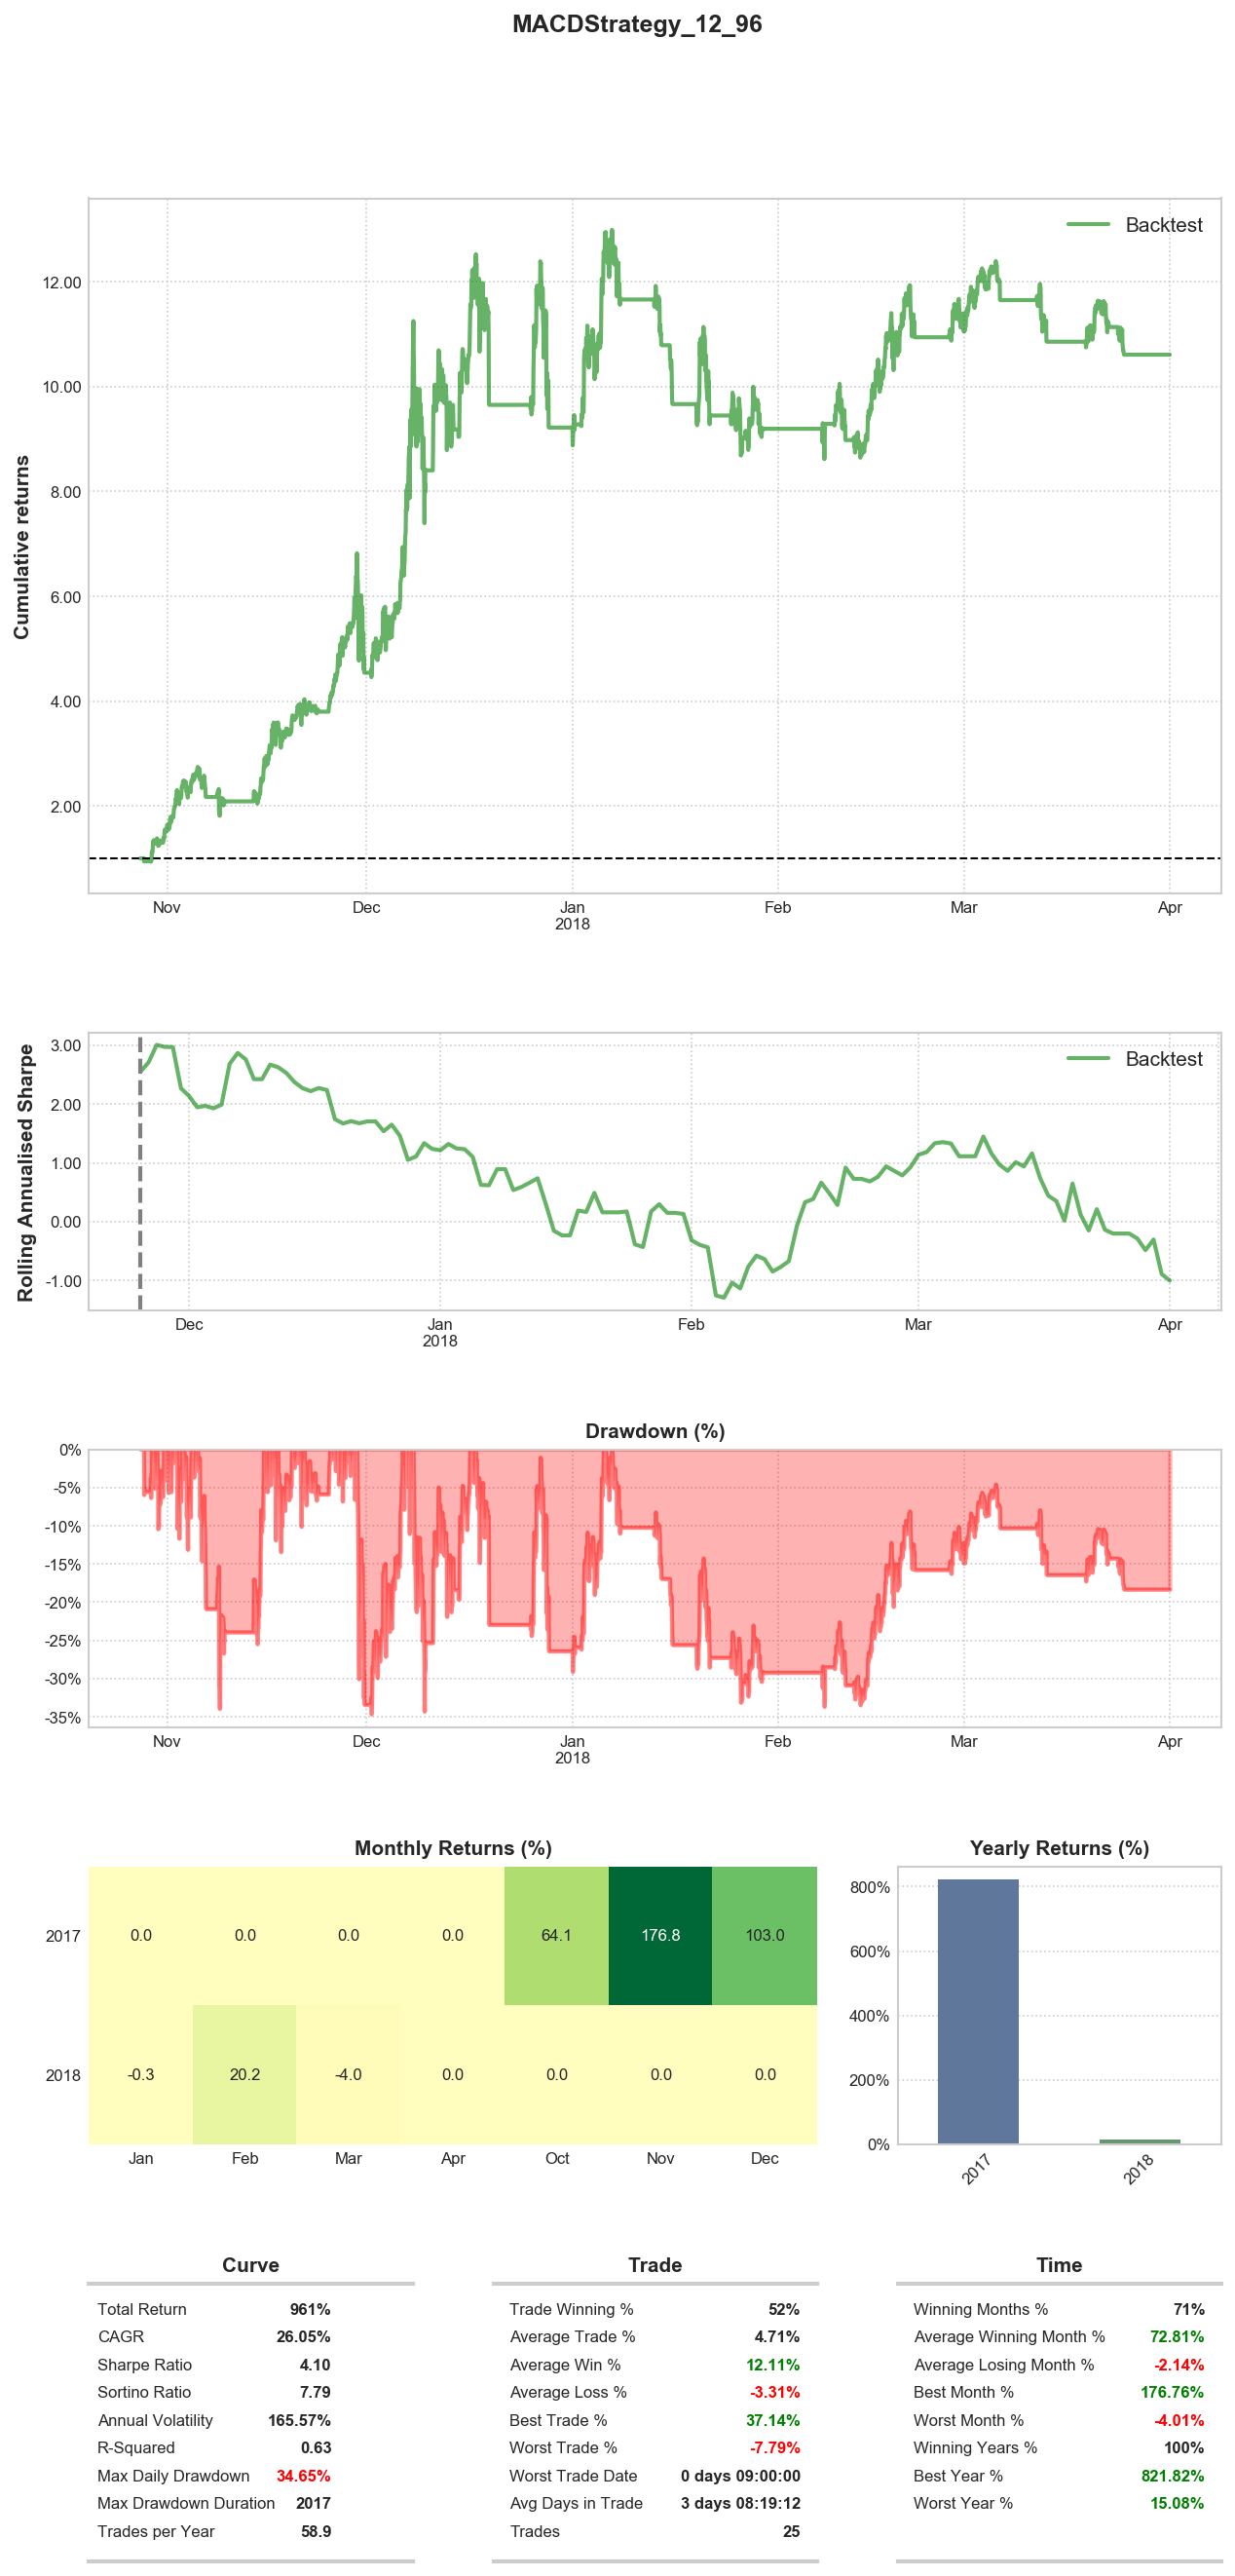 MACDStrategy_12_96
Backtest
12.00
10.00
8.00
6.00
4.00
2.00
Cumulative returns
Nov Dec Jan Feb Mar Apr
2018
Backtest
3.00
2.00
1.00
0.00
-1.00
Rolling Annualised Sharpe
Dec Jan Feb Mar Apr
2018
Drawdown (%)
0%
-5%
-10%
-15%
-20%
-25%
-30%
-35%
Nov Dec Jan Feb Mar Apr
2018
Monthly Returns (%)
2017 0.0 0.0 0.0 0.0 64.1 176.8 103.0
2018 -0.3 20.2 -4.0 0.0 0.0 0.0 0.0
Jan Feb Mar Apr Oct Nov Dec
Yearly Returns (%)
800%
600%
400%
200%
0%
2017 2018
Curve
Total Return 961%
CAGR 26.05%
Sharpe Ratio 4.10
Sortino Ratio 7.79
Annual Volatility 165.57%
R-Squared 0.63
Max Daily Drawdown 34.65%
Max Drawdown Duration 2017
Trades per Year 58.9
Trade
Trade Winning % 52%
Average Trade % 4.71%
Average Win % 12.11%
Average Loss % -3.31%
Best Trade % 37.14%
Worst Trade % -7.79%
Worst Trade Date 0 days 09:00:00
Avg Days in Trade 3 days 08:19:12
Trades 25
Time
Winning Months % 71%
Average Winning Month % 72.81%
Average Losing Month % -2.14%
Best Month % 176.76%
Worst Month % -4.01%
Winning Years % 100%
Best Year % 821.82%
Worst Year % 15.08%